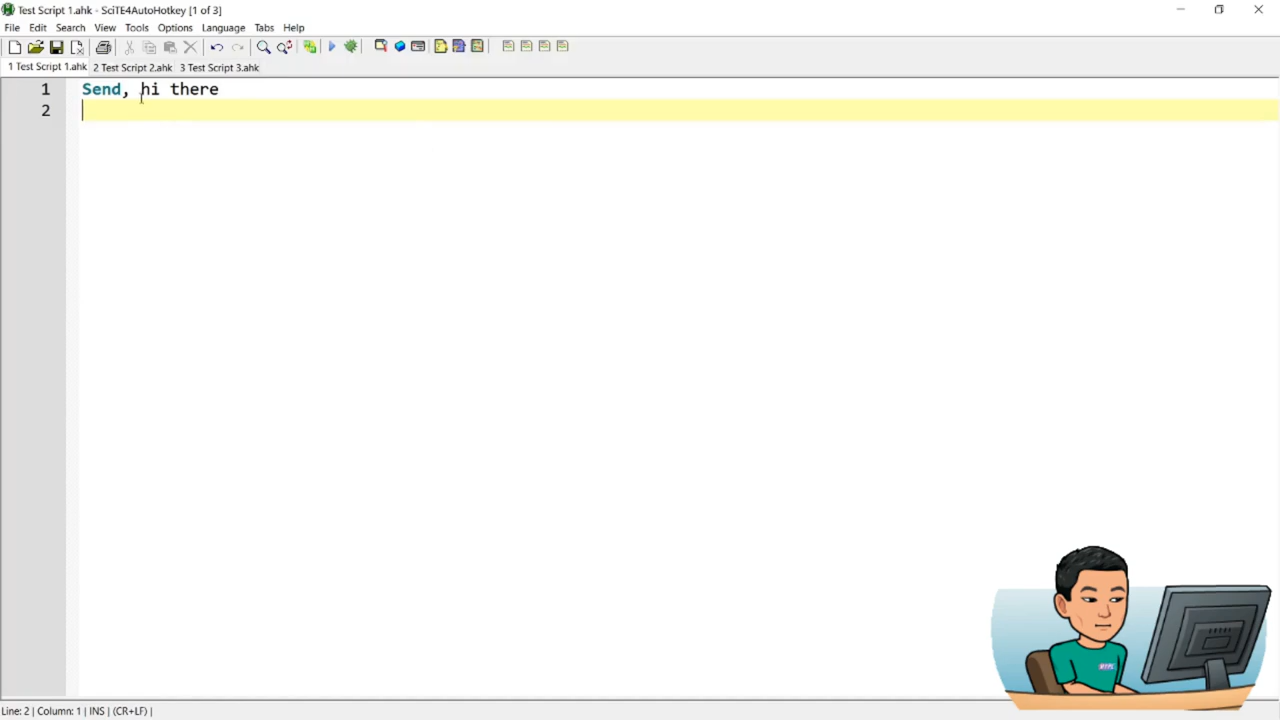 Test Script 1.ahk - SciTE4AutoHotkey [1 of 3]
File Edit Search View Tools Options Language Tabs Help
1 Test Script 1.ahk 2 Test Script 2.ahk 3 Test Script 3.ahk
1 Send, hi there
2
Line: 2 | Column: 1 | INS | (CR+LF) |